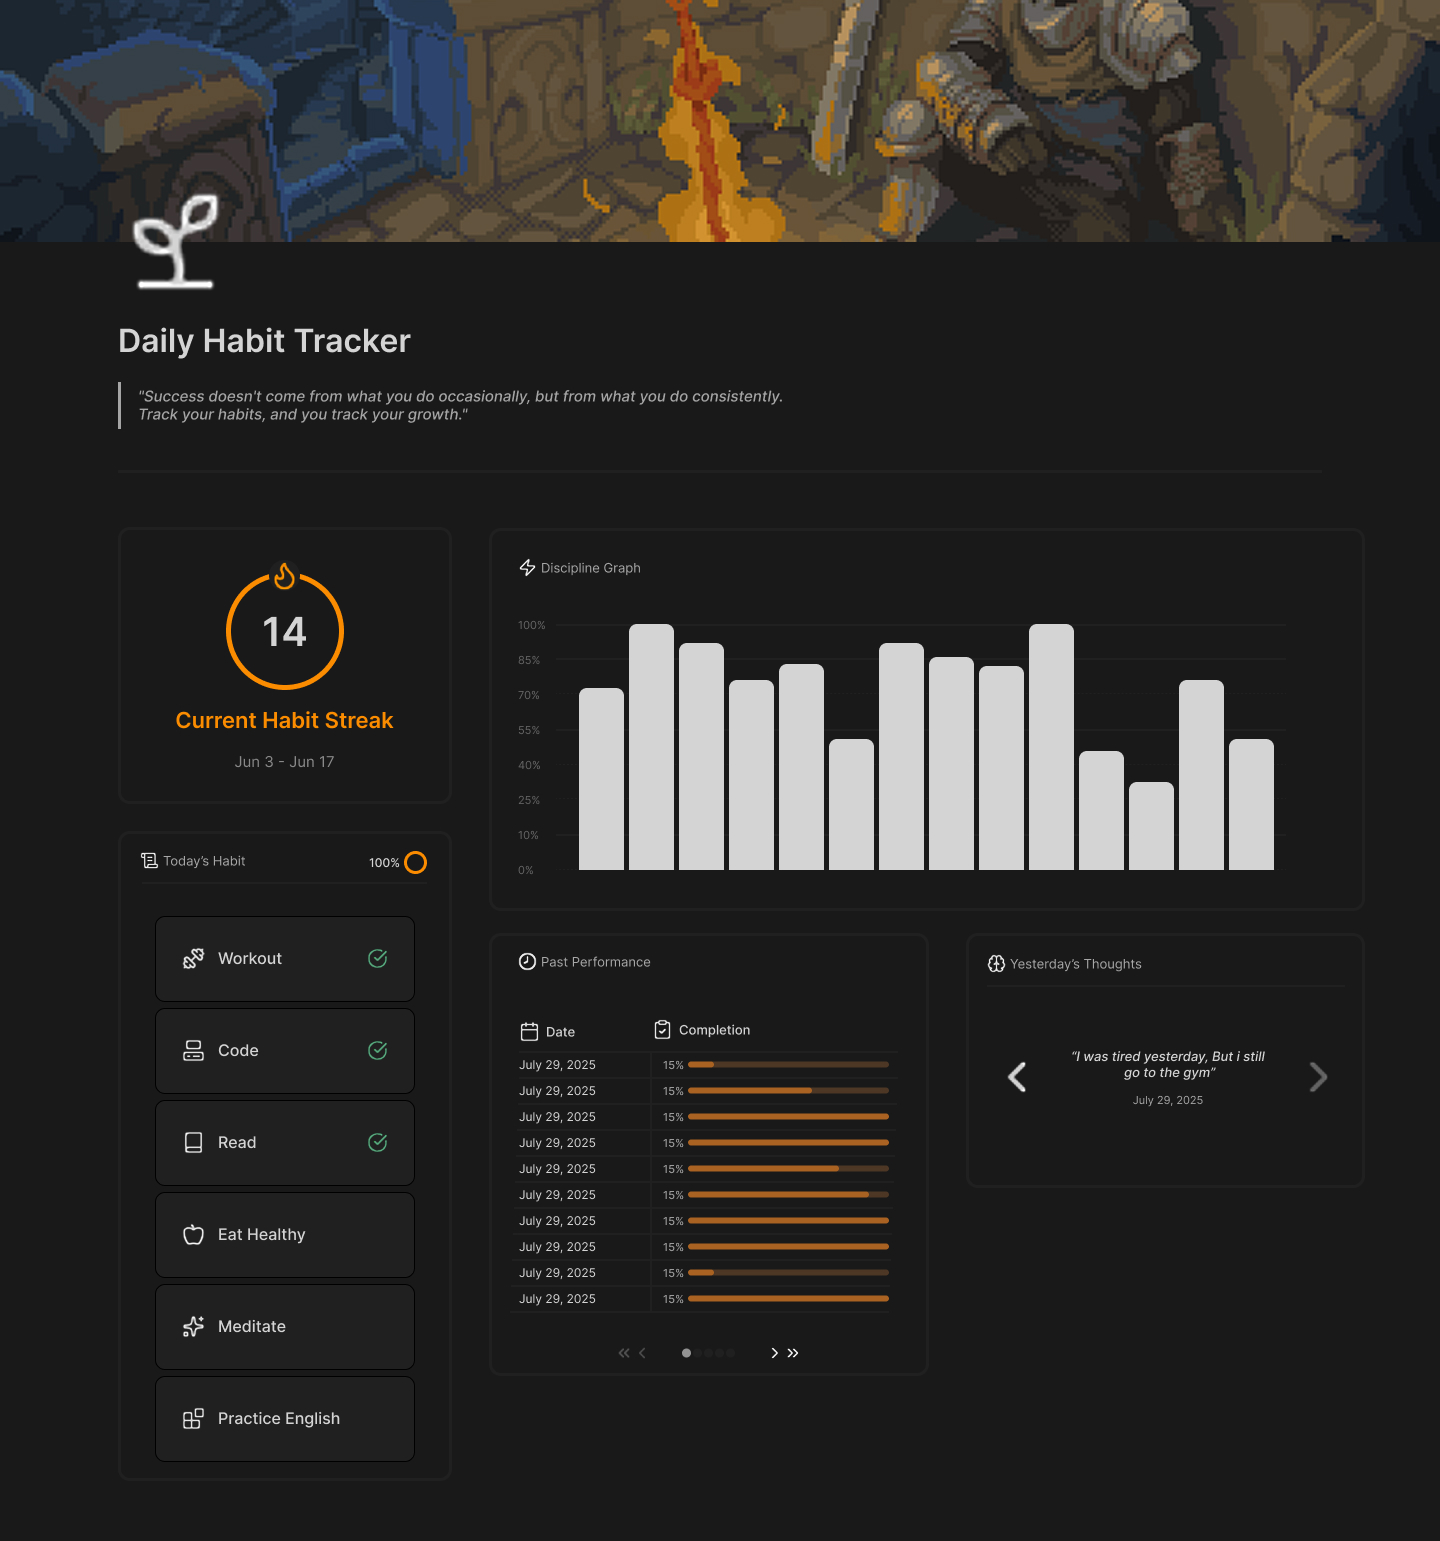 Daily Habit Tracker
"Success doesn't come from what you do occasionally, but from what you do consistently.
Track your habits, and you track your growth."
14
Current Habit Streak
Jun 3 - Jun 17
Today's Habit
100%
Workout
Code
Read
Eat Healthy
Meditate
Practice English
Discipline Graph
100%
85%
70%
55%
40%
25%
10%
0%
Past Performance
Date Completion
July 29, 2025 15%
July 29, 2025 15%
July 29, 2025 15%
July 29, 2025 15%
July 29, 2025 15%
July 29, 2025 15%
July 29, 2025 15%
July 29, 2025 15%
July 29, 2025 15%
July 29, 2025 15%
Yesterday's Thoughts
“I was tired yesterday, But i still
go to the gym”
July 29, 2025